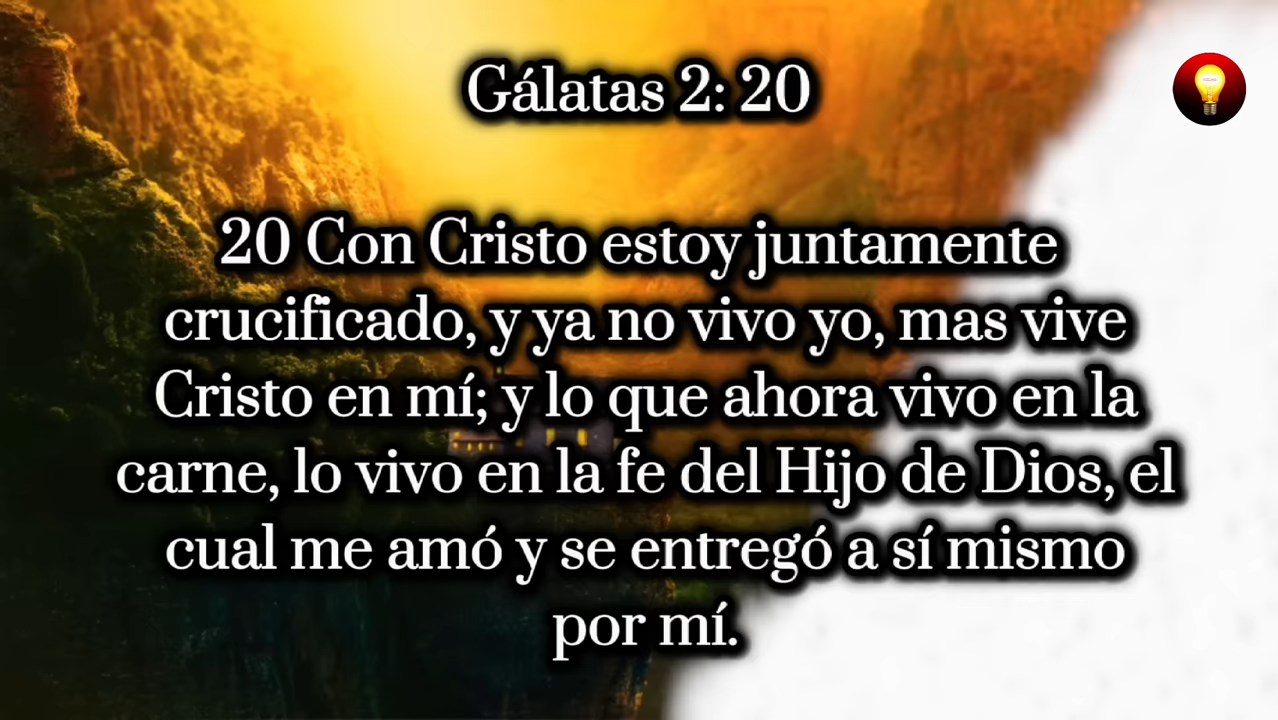 Gálatas 2: 20
20 Con Cristo estoy juntamente
crucificado, y ya no vivo yo, mas vive
Cristo en mí; y lo que ahora vivo en la
carne, lo vivo en la fe del Hijo de Dios, el
cual me amó y se entregó a sí mismo
por mí.